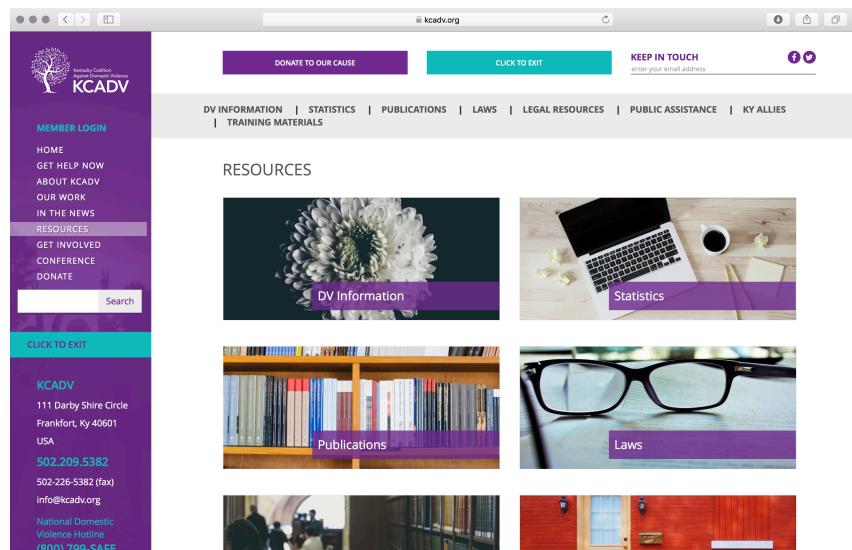 kcadv.org
Kentucky Coalition
Against Domestic Violence
KCADV
MEMBER LOGIN
HOME
GET HELP NOW
ABOUT KCADV
OUR WORK
IN THE NEWS
RESOURCES
GET INVOLVED
CONFERENCE
DONATE
Search
CLICK TO EXIT
KCADV
111 Darby Shire Circle
Frankfort, Ky 40601
USA
502.209.5382
502-226-5382 (fax)
info@kcadv.org
National Domestic
Violence Hotline
(800) 799-SAFE
DONATE TO OUR CAUSE
CLICK TO EXIT
KEEP IN TOUCH
enter your email address
DV INFORMATION | STATISTICS | PUBLICATIONS | LAWS | LEGAL RESOURCES | PUBLIC ASSISTANCE | KY ALLIES
| TRAINING MATERIALS
RESOURCES
DV Information
Statistics
Publications
Laws